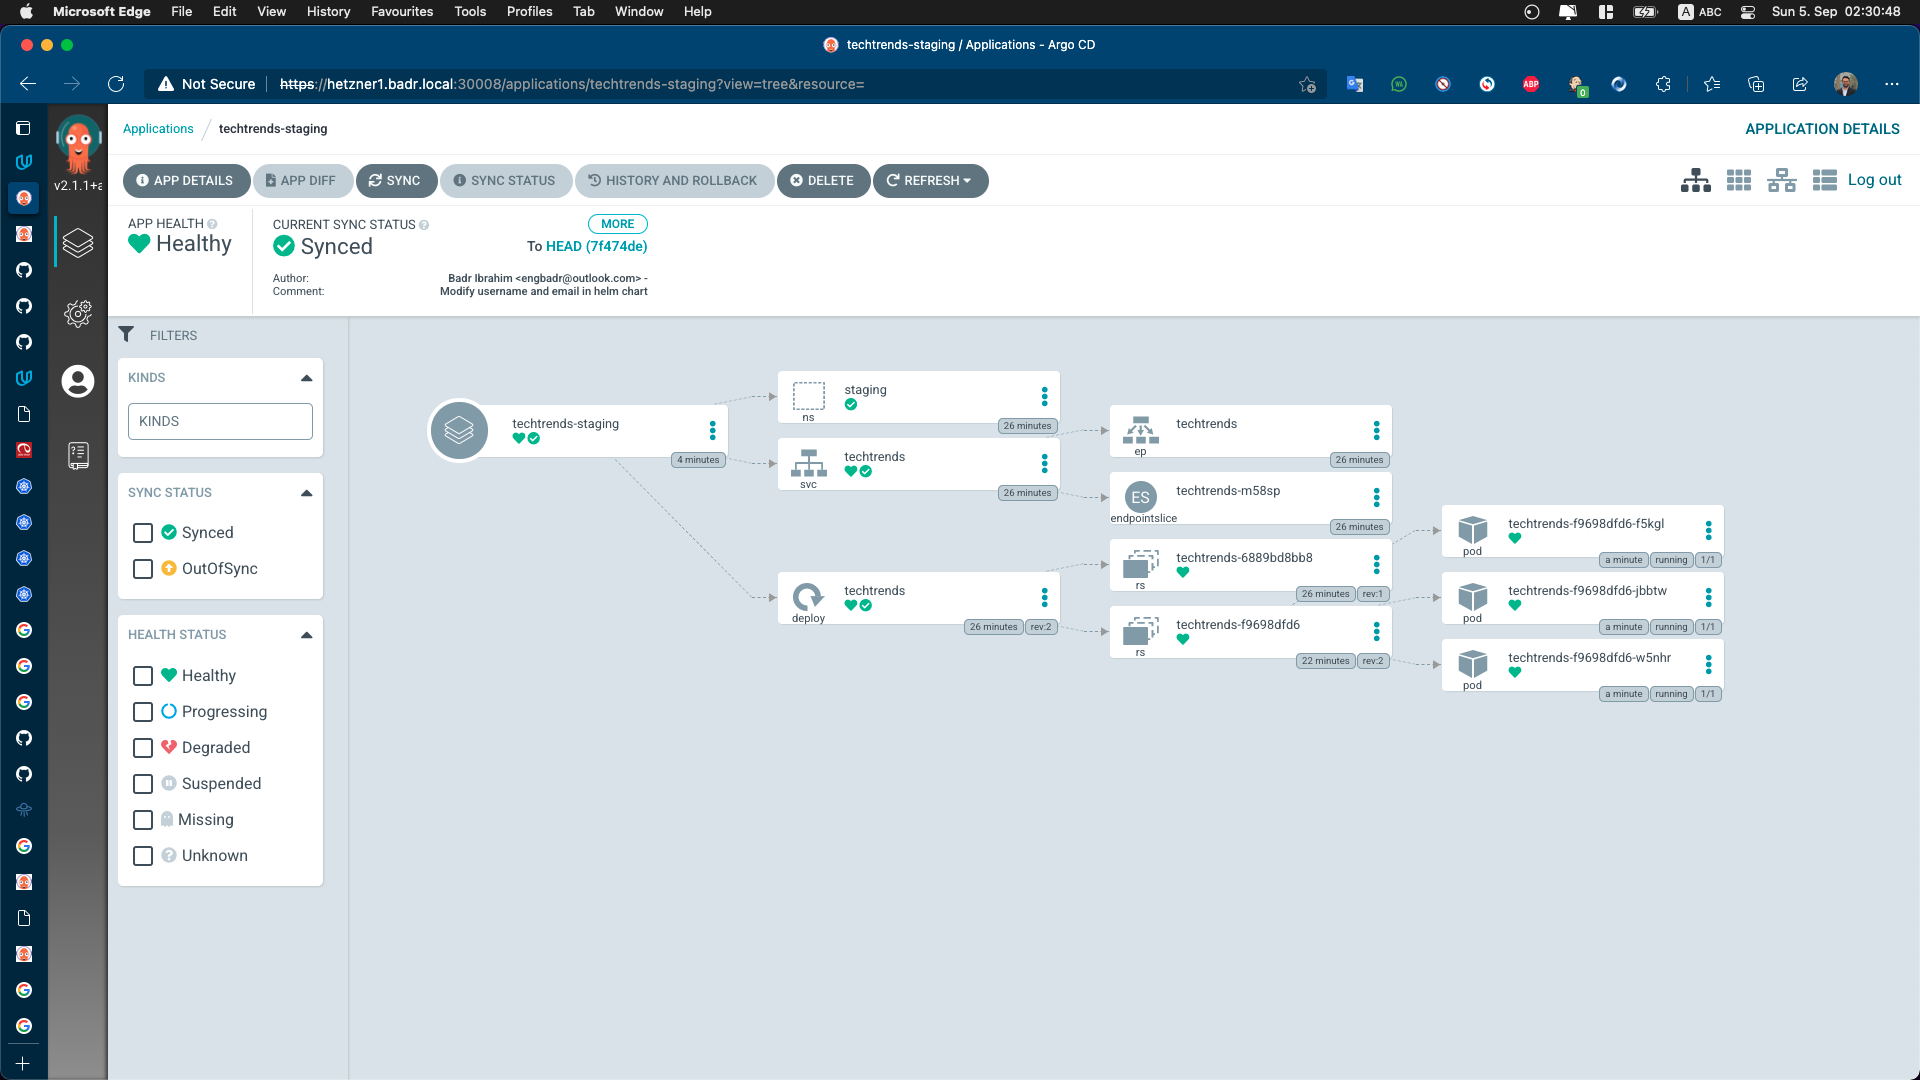 Microsoft Edge File Edit View History Favourites Tools Profiles Tab Window Help A ABC Sun 5. Sep 02:30:48
techtrends-staging / Applications - Argo CD
Not Secure https://hetzner1.badr.local:30008/applications/techtrends-staging?view=tree&resource=
ABP
0
Applications / techtrends-staging
APPLICATION DETAILS
v2.1.1+a
APP DETAILS APP DIFF SYNC SYNC STATUS HISTORY AND ROLLBACK DELETE REFRESH
Log out
APP HEALTH
Healthy
CURRENT SYNC STATUS
MORE
Synced
To HEAD (7f474de)
Author: Badr Ibrahim <engbadr@outlook.com> -
Comment: Modify username and email in helm chart
FILTERS
KINDS
KINDS
SYNC STATUS
Synced
OutOfSync
HEALTH STATUS
Healthy
Progressing
Degraded
Suspended
Missing
Unknown
techtrends-staging
4 minutes
staging
ns
26 minutes
techtrends
svc
26 minutes
techtrends
deploy
26 minutes rev:2
techtrends
ep
26 minutes
ES
techtrends-m58sp
endpointslice
26 minutes
techtrends-6889bd8bb8
rs
26 minutes rev:1
techtrends-f9698dfd6
rs
22 minutes rev:2
techtrends-f9698dfd6-f5kgl
pod
a minute running 1/1
techtrends-f9698dfd6-jbbtw
pod
a minute running 1/1
techtrends-f9698dfd6-w5nhr
pod
a minute running 1/1